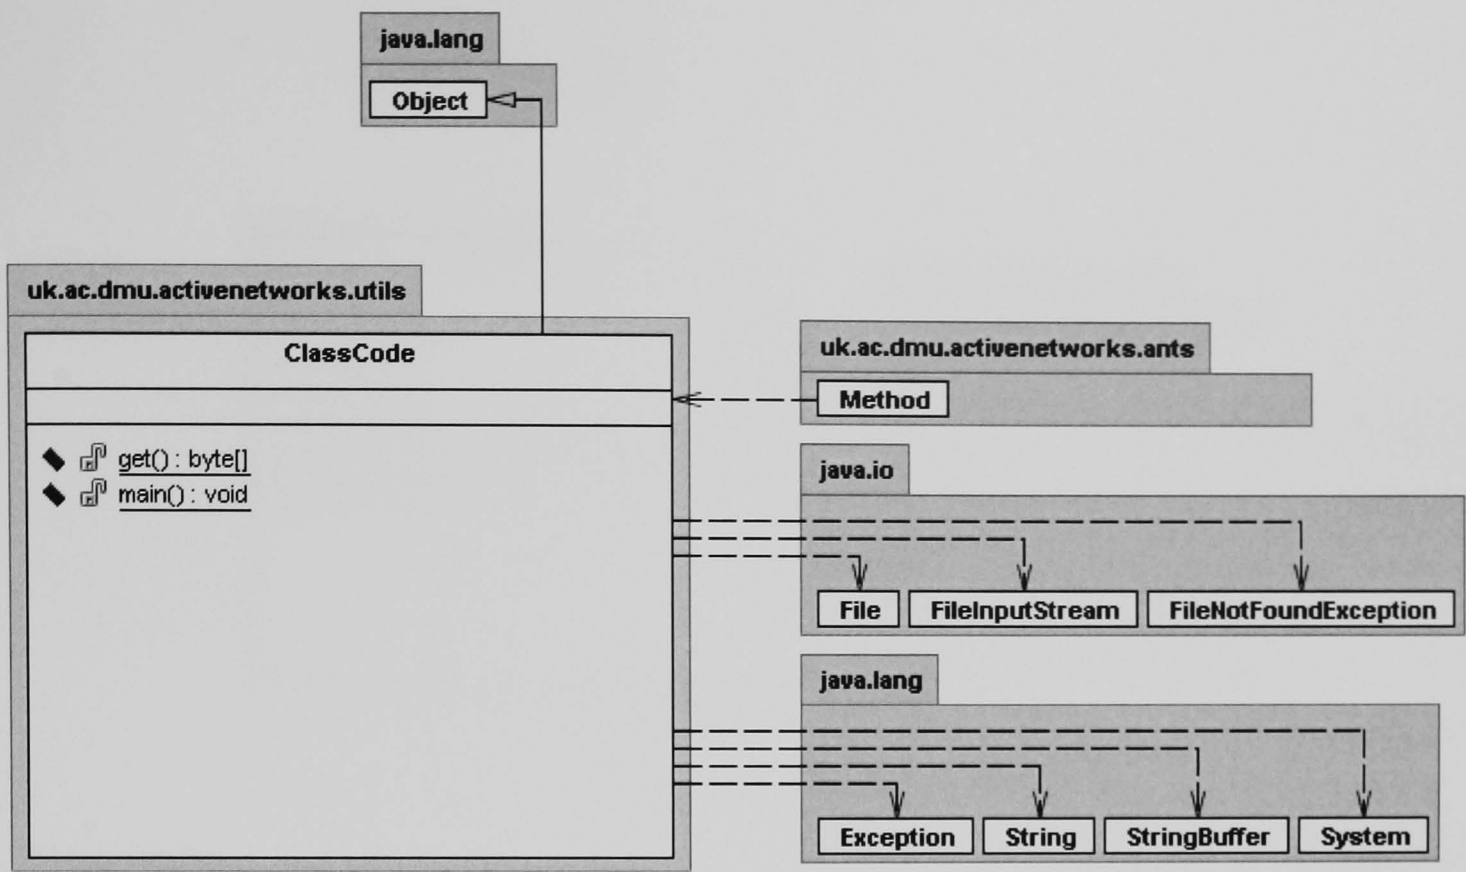 java.lang
Object
uk.ac.dmu.activenetworks.utils
ClassCode
get() : byte[]
main() : void
uk.ac.dmu.activenetworks.ants
Method
java.io
File
FileInputStream
FileNotFoundException
java.lang
Exception
String
StringBuffer
System